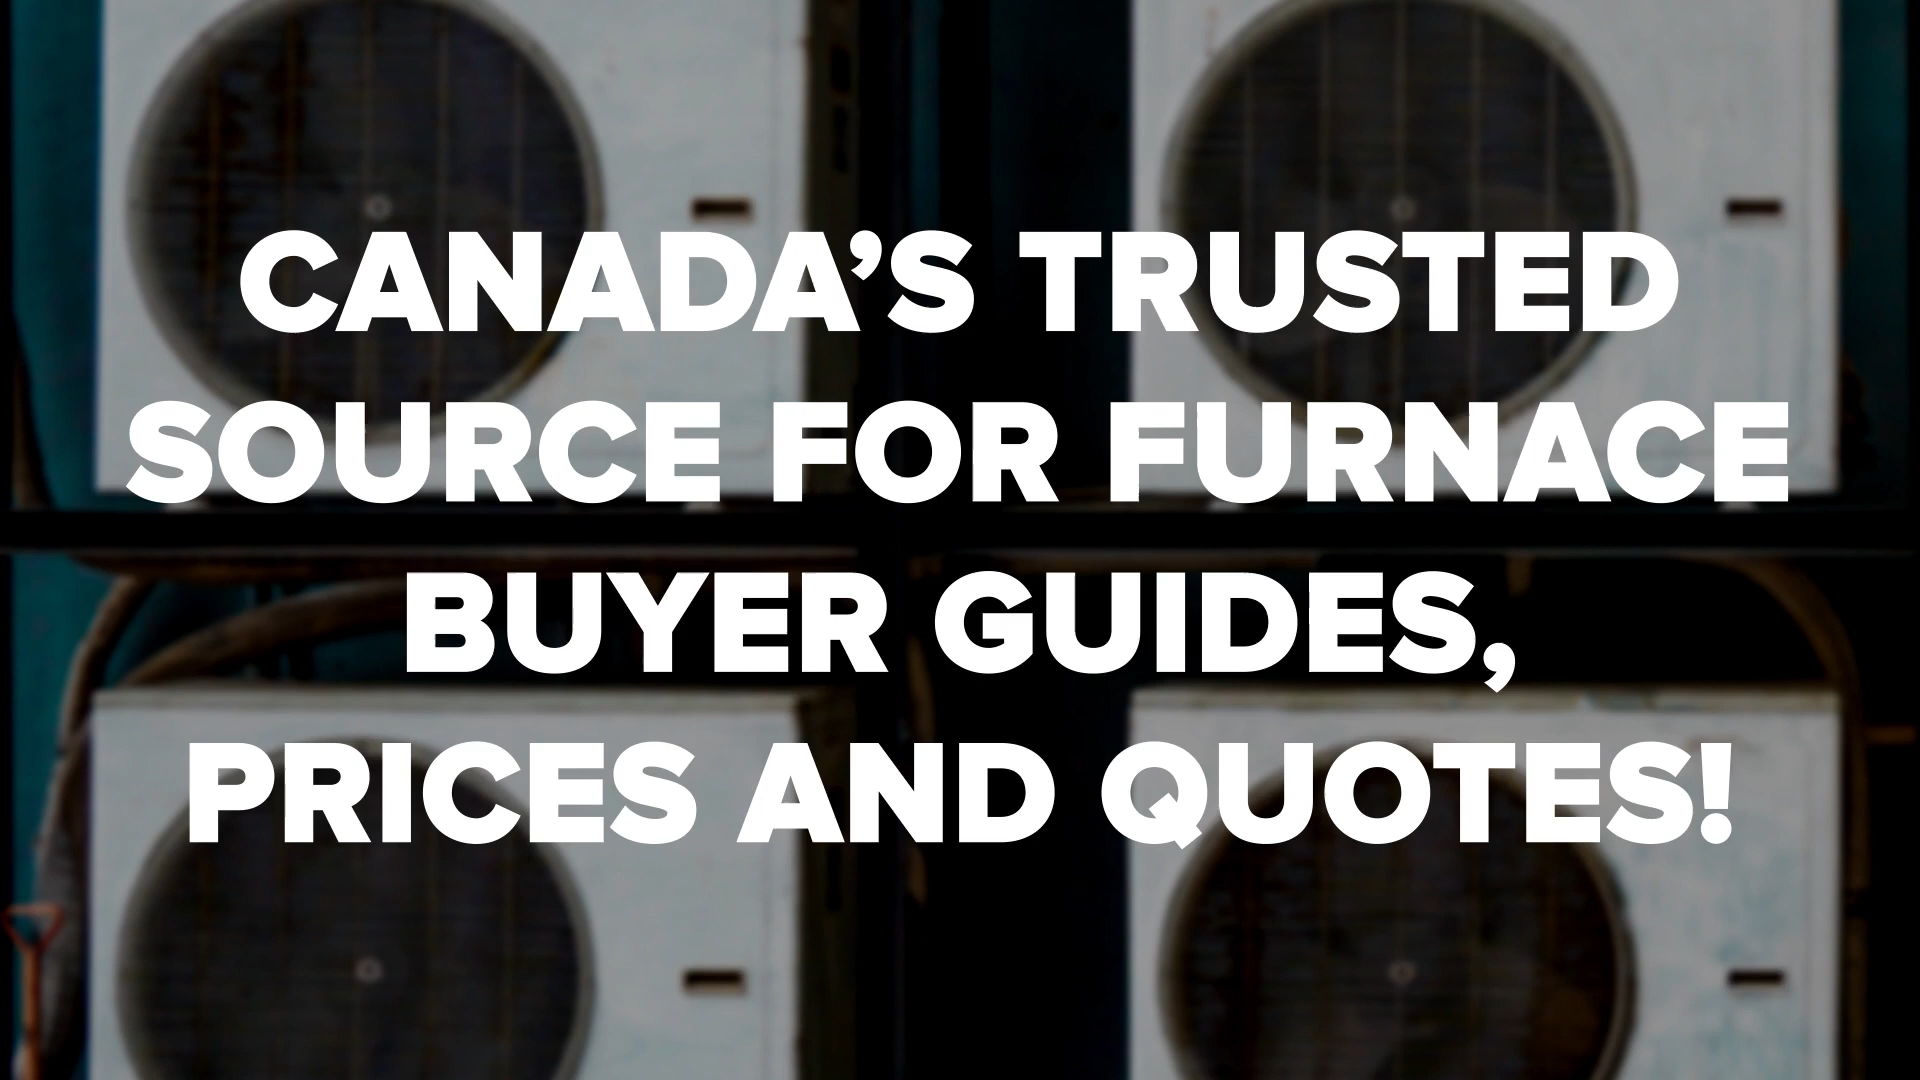 CANADA’S TRUSTED
SOURCE FOR FURNACE
BUYER GUIDES,
PRICES AND QUOTES!